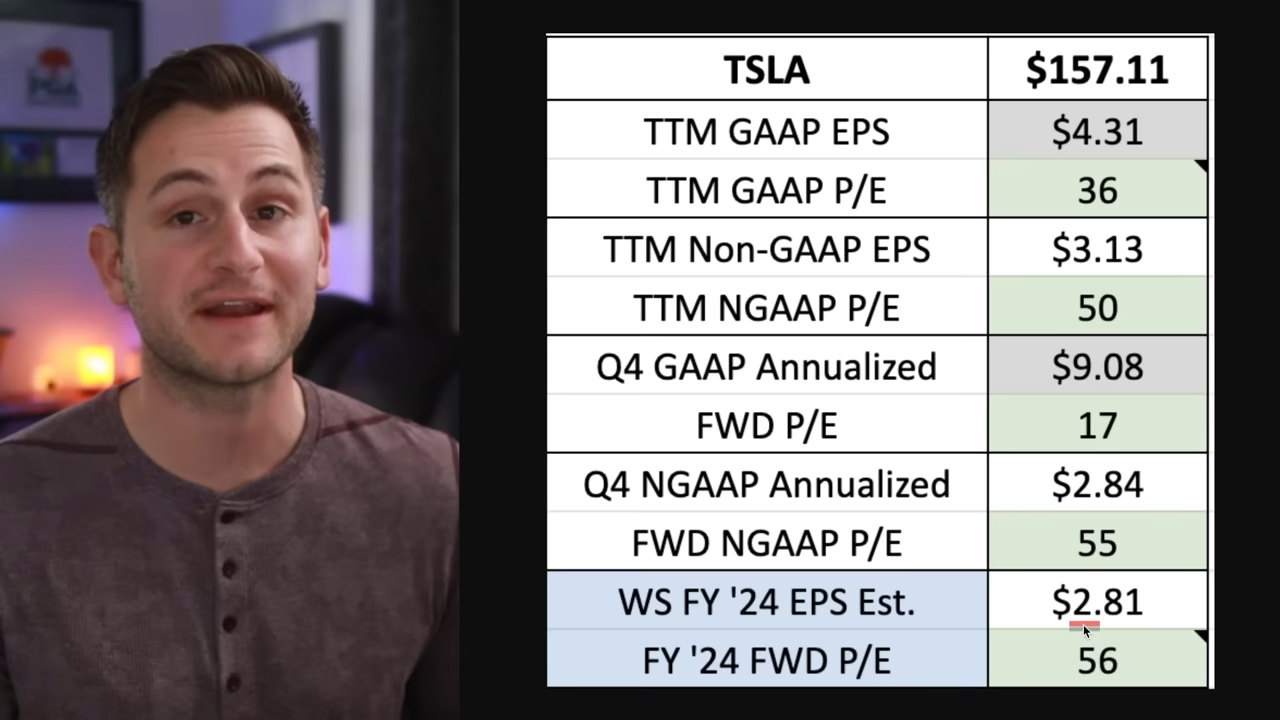 TSLA $157.11
TTM GAAP EPS $4.31
TTM GAAP P/E 36
TTM Non-GAAP EPS $3.13
TTM NGAAP P/E 50
Q4 GAAP Annualized $9.08
FWD P/E 17
Q4 NGAAP Annualized $2.84
FWD NGAAP P/E 55
WS FY '24 EPS Est. $2.81
FY '24 FWD P/E 56